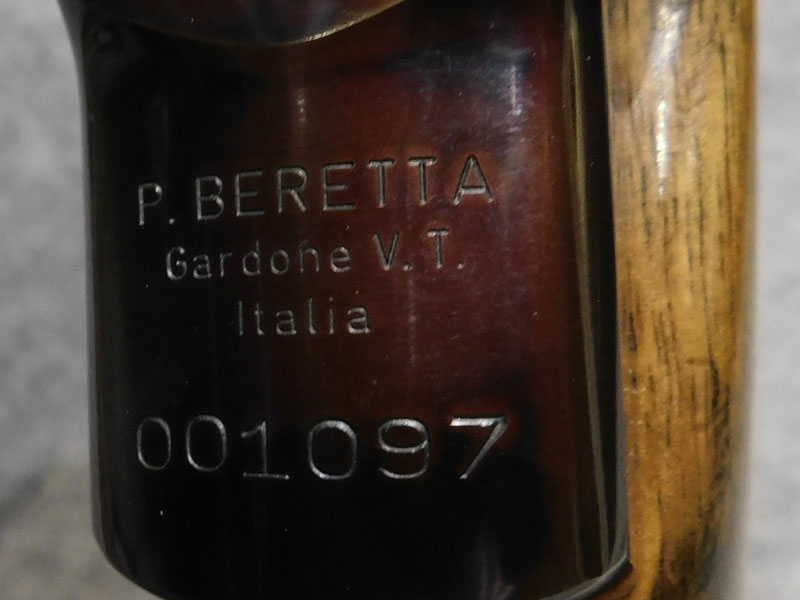 P. BERETTA
Gardone V.T.
Italia
001097